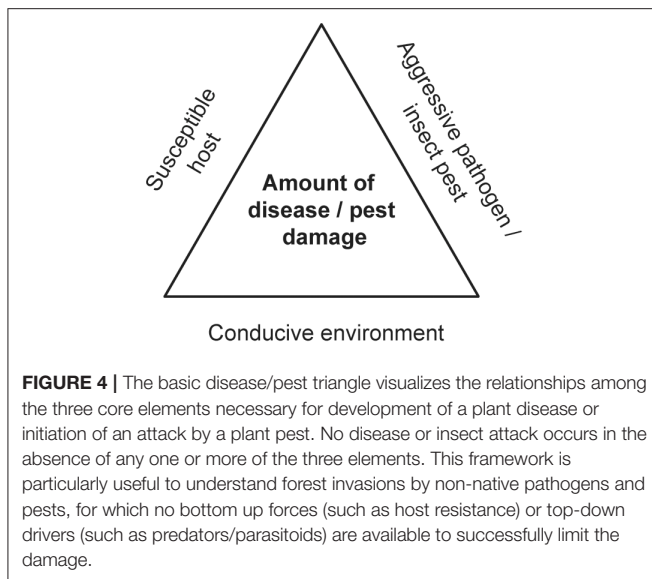 Susceptible
host
Aggressive pathogen /
insect pest
Amount of
disease / pest
damage
Conducive environment
FIGURE 4 | The basic disease/pest triangle visualizes the relationships among
the three core elements necessary for development of a plant disease or
initiation of an attack by a plant pest. No disease or insect attack occurs in the
absence of any one or more of the three elements. This framework is
particularly useful to understand forest invasions by non-native pathogens and
pests, for which no bottom up forces (such as host resistance) or top-down
drivers (such as predators/parasitoids) are available to successfully limit the
damage.